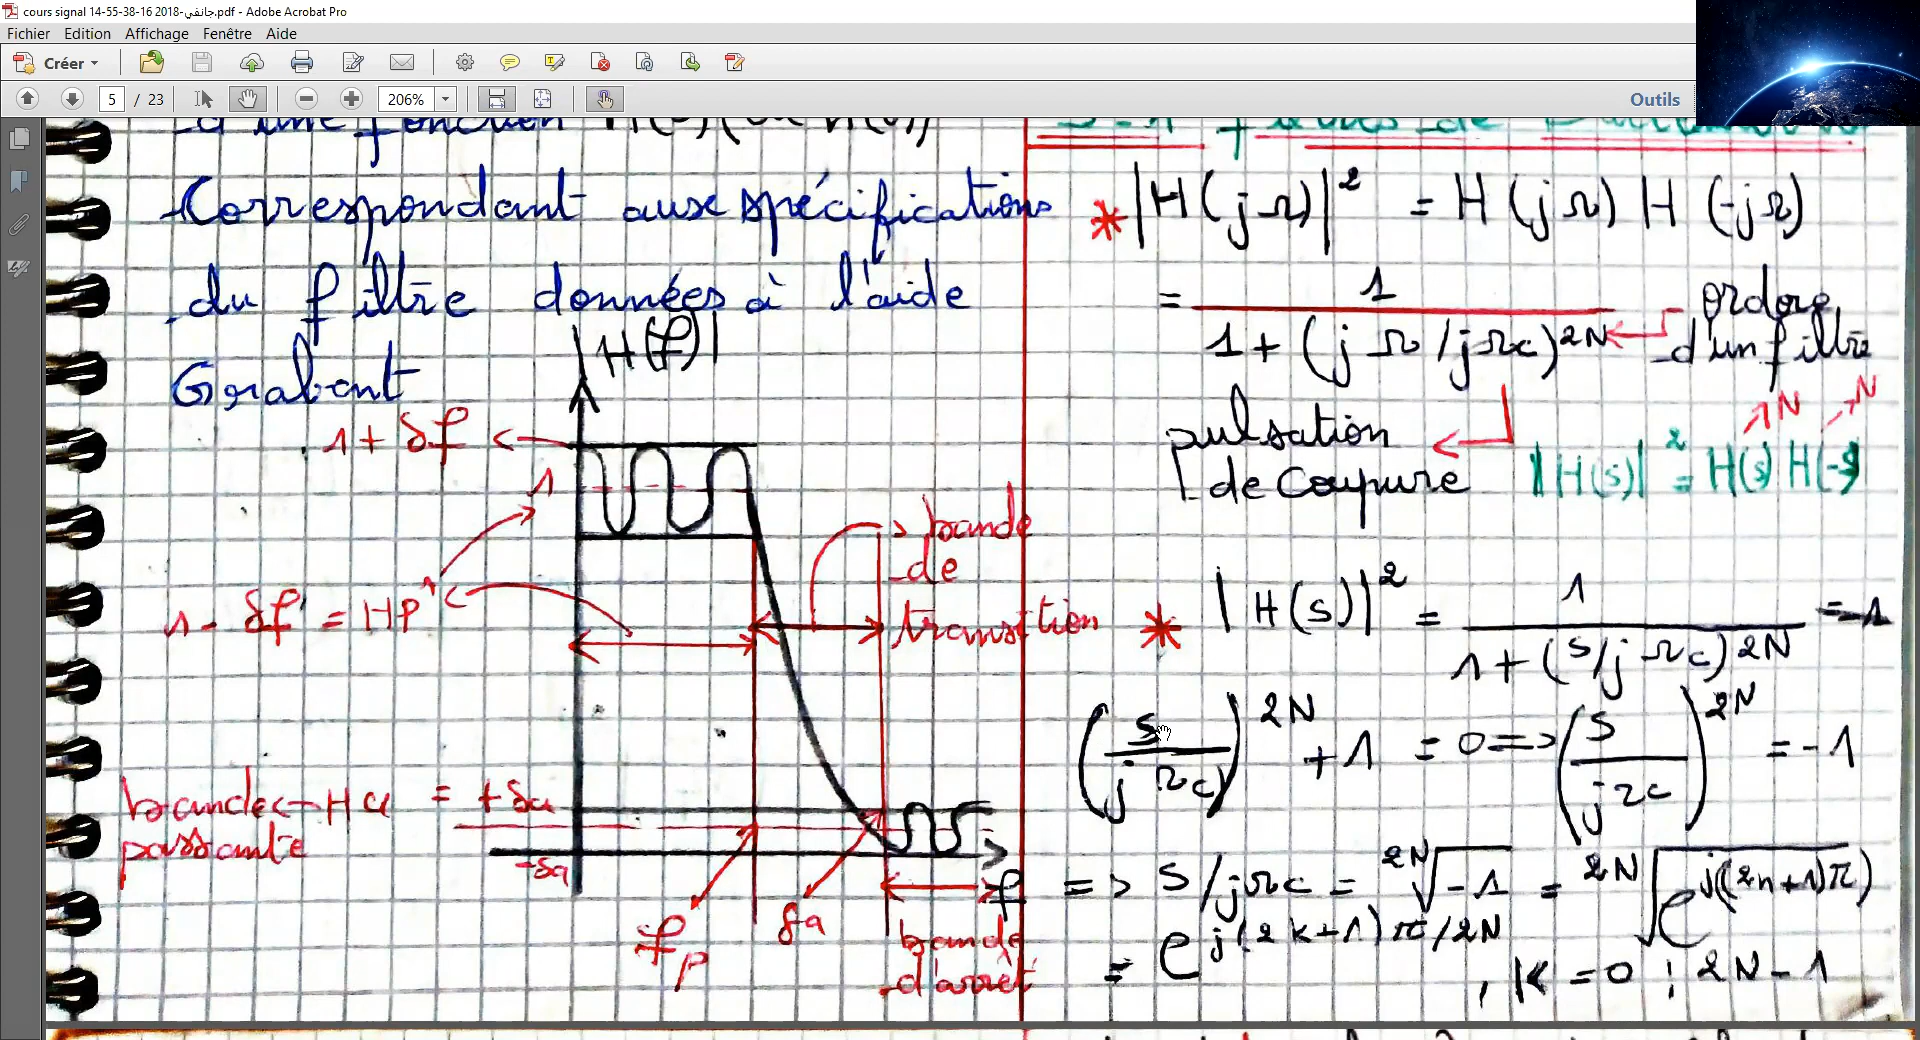 cours signal 14-55-38-16 2018-جانفي.pdf - Adobe Acrobat Pro
Fichier Edition Affichage Fenêtre Aide
Créer
5 / 23 206% Outils
Correspondant aux spécifications
du filtre données à l'aide
Gabarit
|H(f)|
1 + δf
1
1 - δf = Hp
bande
de
transition
bande
passante
Ha = +δa
-δa
fp
fa
f
bande
d'arrêt
* |H(jΩ)|² = H(jΩ) H(-jΩ)
= 1 / (1 + (jΩ/jΩc)^2N)
ordre
d'un filtre
pulsation
de Coupure
|H(s)|² = H(s) H(-s)
N N
* |H(s)|² = 1 / (1 + (s/jΩc)^2N) = -1
(s/jΩc)^2N + 1 = 0 => (s/jΩc)^2N = -1
=> s/jΩc = 2N√-1 = 2N√e^j((2n+1)π)
= e^j(2k+1)π/2N , K = 0 ; 2N-1